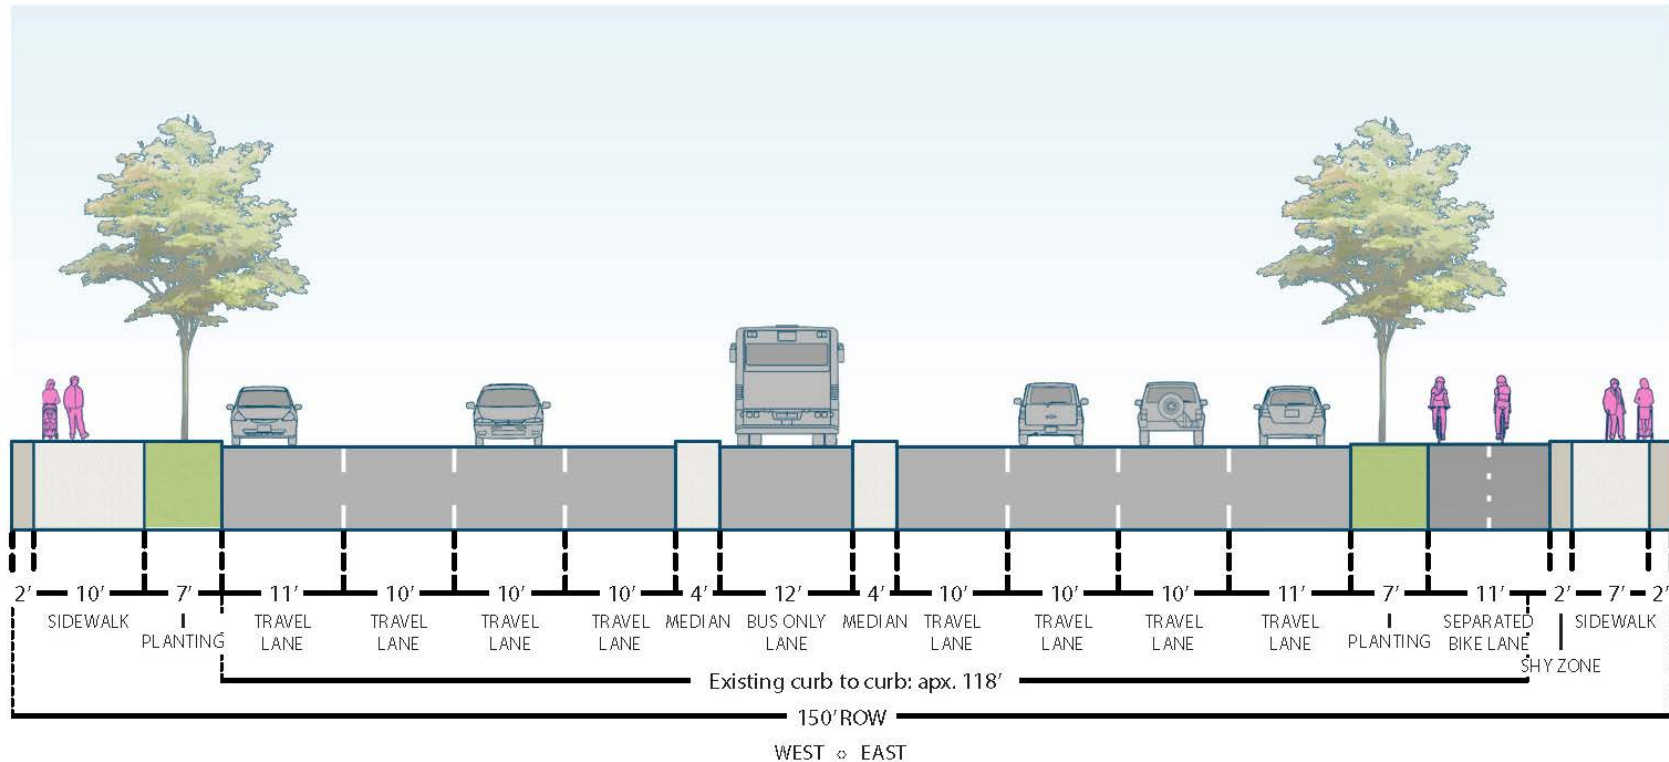 2' 10' 7' 11' 10' 10' 10' 4' 12' 4' 10' 10' 10' 11' 7' 11' 2' 7' 2'
SIDEWALK
PLANTING
TRAVEL
LANE
TRAVEL
LANE
TRAVEL
LANE
TRAVEL
LANE
MEDIAN
BUS ONLY
LANE
MEDIAN
TRAVEL
LANE
TRAVEL
LANE
TRAVEL
LANE
TRAVEL
LANE
PLANTING
SEPARATED
BIKE LANE
SHY ZONE
SIDEWALK
Existing curb to curb: apx. 118'
150' ROW
WEST ⬄ EAST